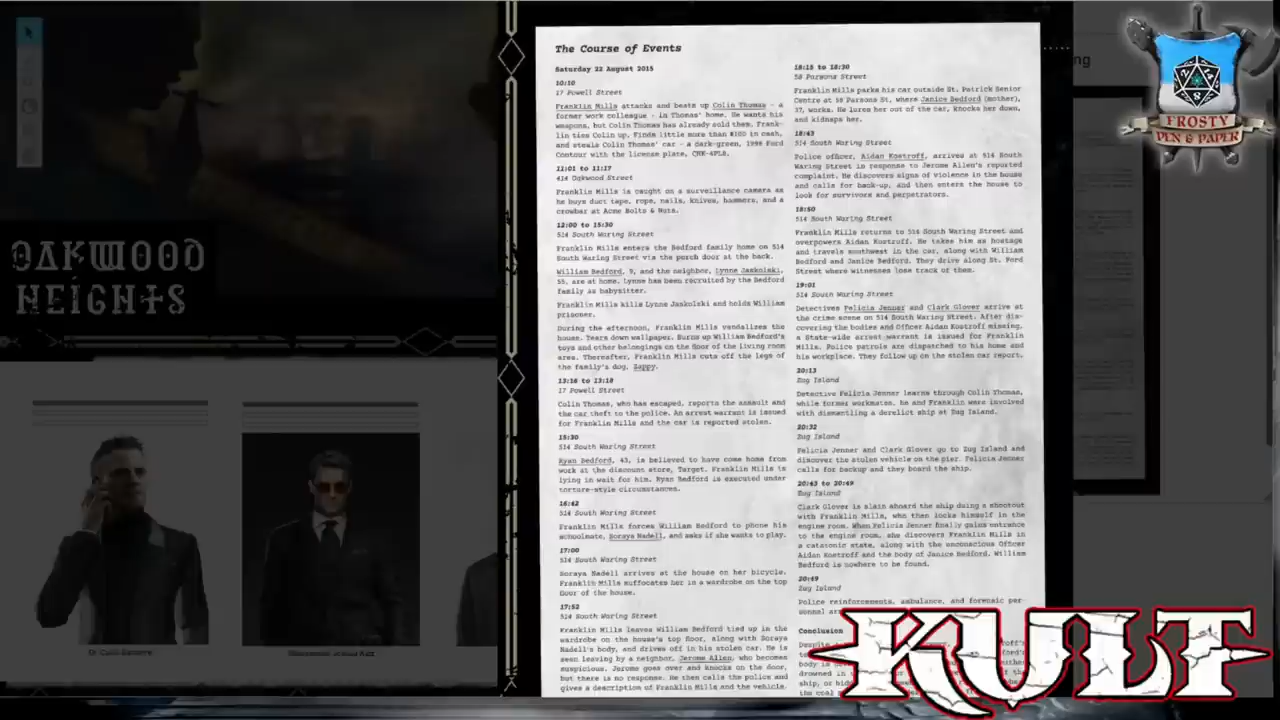 OAKWOOD
HEIGHTS
The Course of Events
Saturday 22 August 2015
10:10
17 Powell Street
Franklin Mills attacks and beats up Colin Thomas - a
former work colleague - in Thomas' home. He wants his
weapons, but Colin Thomas has already sold them. Frank-
lin ties Colin up. Finds little more than $100 in cash,
and steals Colin Thomas' car - a dark-green, 1998 Ford
Contour with the license plate,
11:01 to 11:17
414 Oakwood Street
Franklin Mills is caught on a surveillance camera as
he buys duct tape, rope, nails, knives, hammers, and a
crowbar at Acme Bolts & Nuts.
12:00 to 15:30
514 South Waring Street
Franklin Mills enters the Bedford family home on 514
South Waring Street via the porch door at the back.
William Bedford, 9, and the neighbor, Lynne Jaskolski,
55, are at home. Lynne has been recruited by the Bedford
family as babysitter.
Franklin Mills kills Lynne Jaskolski and holds William
prisoner.
During the afternoon, Franklin Mills vandalizes the
house. Tears down wallpaper. Burns up William Bedford's
toys and other belongings on the floor of the living room
area. Thereafter, Franklin Mills cuts off the legs of
the family's dog, Zappy.
13:16 to 13:18
17 Powell Street
Colin Thomas, who has escaped, reports the assault and
the car theft to the police. An arrest warrant is issued
for Franklin Mills and the car is reported stolen.
15:30
514 South Waring Street
Ryan Bedford, 43, is believed to have come home from
work at the discount store, Target. Franklin Mills is
lying in wait for him. Ryan Bedford is executed under
torture-style circumstances.
16:42
514 South Waring Street
Franklin Mills forces William Bedford to phone his
schoolmate, Soraya Nadell, and asks if she wants to play.
17:00
514 South Waring Street
Soraya Nadell arrives at the house on her bicycle.
Franklin Mills suffocates her in a wardrobe on the top
floor of the house.
17:52
514 South Waring Street
Franklin Mills leaves William Bedford tied up in the
wardrobe on the house's top floor, along with Soraya
Nadell's body, and drives off in his stolen car. He is
seen leaving by a neighbor, Jerome Allen, who becomes
suspicious. Jerome goes over and knocks on the door,
but there is no response. He then calls the police and
gives a description of Franklin Mills and the vehicle.
18:15 to 18:30
58 Parsons Street
Franklin Mills parks his car outside St. Patrick Senior
Centre at 58 Parsons St, where Janice Bedford (mother),
37, works. He lures her out of the car, knocks her down,
and kidnaps her.
18:43
514 South Waring Street
Police officer, Aidan Kostroff, arrives at 514 South
Waring Street in response to Jerome Allen's reported
complaint. He discovers signs of violence in the house
and calls for back-up, and then enters the house to
look for survivors and perpetrators.
18:50
514 South Waring Street
Franklin Mills returns to 514 South Waring Street and
overpowers Aidan Kostroff. He takes him as hostage
and travels southwest in the car, along with William
Bedford and Janice Bedford. They drive along St. Ford
Street where witnesses lose track of them.
19:01
514 South Waring Street
Detectives Felicia Jenner and Clark Glover arrive at
the crime scene on 514 South Waring Street. After dis-
covering the bodies and Officer Aidan Kostroff missing,
a State-wide arrest warrant is issued for Franklin
Mills. Police patrols are dispatched to his home and
his workplace. They follow up on the stolen car report.
20:13
Zug Island
Detective Felicia Jenner learns through Colin Thomas,
while former workmates, he and Franklin were involved
with dismantling a derelict ship at Zug Island.
20:32
Zug Island
Felicia Jenner and Clark Glover go to Zug Island and
discover the stolen vehicle on the pier. Felicia Jenner
calls for backup and they board the ship.
20:43 to 20:49
Zug Island
Clark Glover is slain aboard the ship duing a shootout
with Franklin Mills, who then locks himself in the
engine room. When Felicia Jenner finally gains entrance
to the engine room, she discovers Franklin Mills in
a catatonic state, along with the unconscious Officer
Aidan Kostroff and the body of Janice Bedford. William
Bedford is nowhere to be found.
20:49
Zug Island
Police reinforcements, ambulance, and forensic per-
sonnel
Conclusion
body
drowned in
ship, or
the coal
ng
FROSTY
PEN & PAPER
KULT